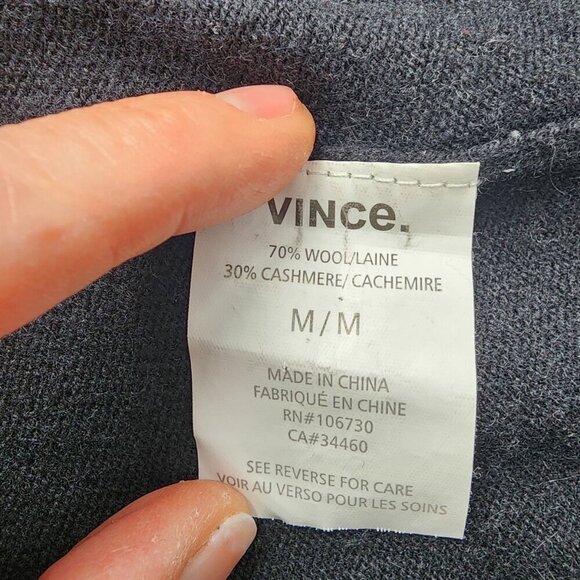 VINCe.
70% WOOL/LAINE
30% CASHMERE/ CACHEMIRE
M / M
MADE IN CHINA
FABRIQUÉ EN CHINE
RN#106730
CA#34460
SEE REVERSE FOR CARE
VOIR AU VERSO POUR LES SOINS